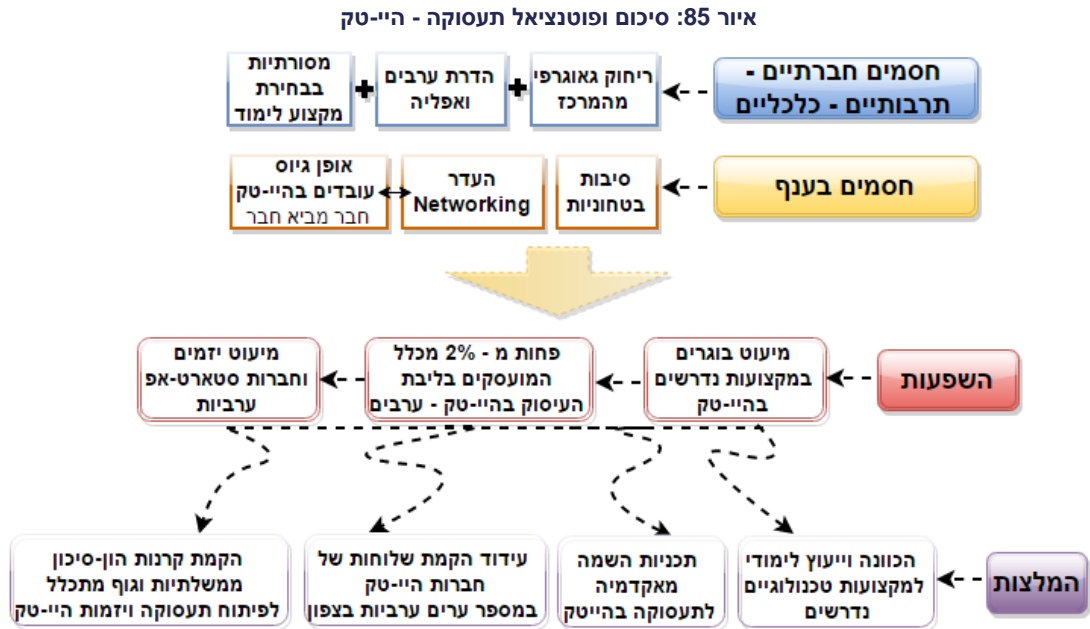 איור 85: סיכום ופוטנציאל תעסוקה - היי-טק
חסמים חברתיים -
תרבותיים - כלכליים
ריחוק גאוגרפי
מהמרכז
+
הדרת ערבים
ואפליה
+
מסורתיות
בבחירת
מקצוע לימוד
חסמים בענף
סיבות
בטחוניות
העדר
Networking
אופן גיוס
עובדים בהיי-טק
חבר מביא חבר
השפעות
מיעוט בוגרים
במקצועות נדרשים
בהיי-טק
פחות מ - 2% מכלל
המועסקים בליבת
העיסוק בהיי-טק - ערבים
מיעוט יזמים
וחברות סטארט-אפ
ערביות
המלצות
הכוונה וייעוץ לימודי
למקצועות טכנולוגיים
נדרשים
תכניות השמה
מאקדמיה
לתעסוקה בהייטק
עידוד הקמת שלוחות של
חברות היי-טק
במספר ערים ערביות בצפון
הקמת קרנות הון-סיכון
ממשלתיות וגוף מתכלל
לפיתוח תעסוקה ויזמות היי-טק